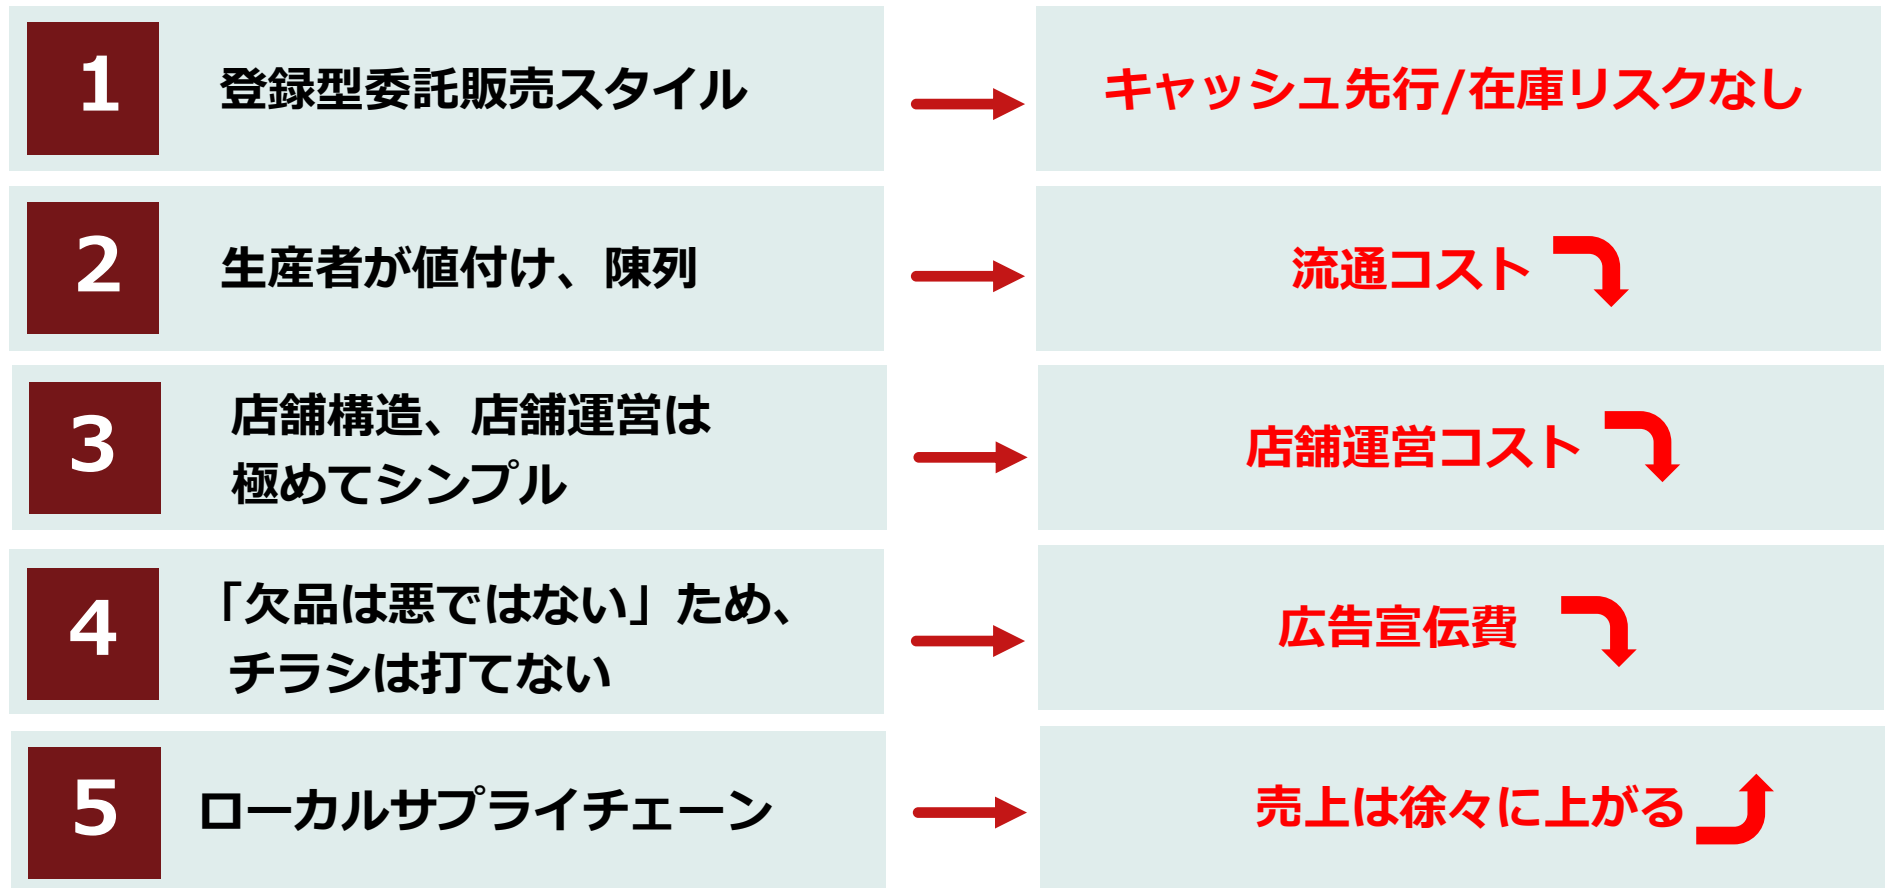 1
登録型委託販売スタイル
キャッシュ先行/在庫リスクなし
2
生産者が値付け、陳列
流通コスト
3
店舗構造、店舗運営は
極めてシンプル
店舗運営コスト
4
「欠品は悪ではない」ため、
チラシは打てない
広告宣伝費
5
ローカルサプライチェーン
売上は徐々に上がる